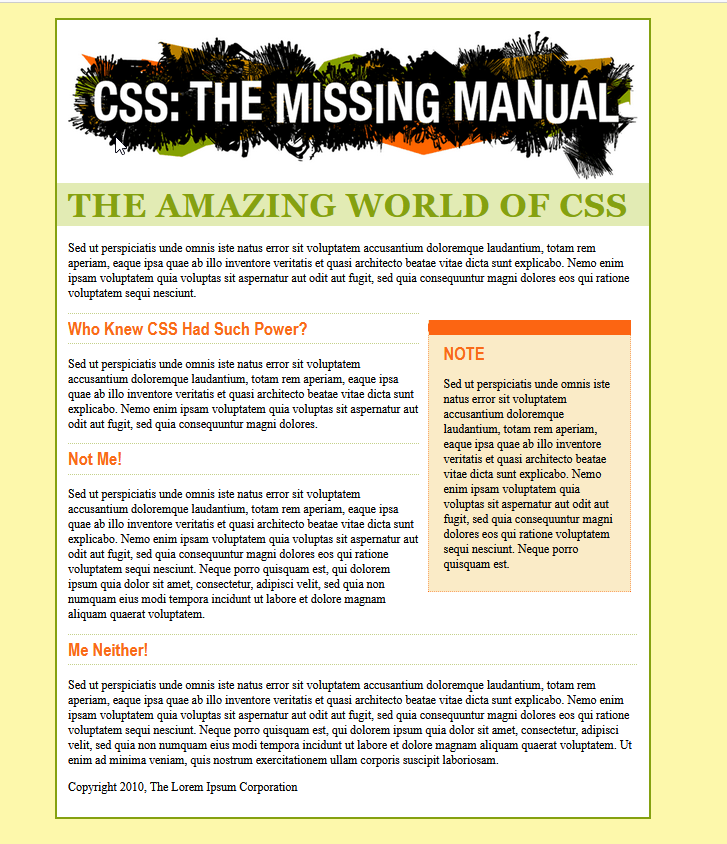 CSS: THE MISSING MANUAL
THE AMAZING WORLD OF CSS
Sed ut perspiciatis unde omnis iste natus error sit voluptatem accusantium doloremque laudantium, totam rem
aperiam, eaque ipsa quae ab illo inventore veritatis et quasi architecto beatae vitae dicta sunt explicabo. Nemo enim
ipsam voluptatem quia voluptas sit aspernatur aut odit aut fugit, sed quia consequuntur magni dolores eos qui ratione
voluptatem sequi nesciunt.
Who Knew CSS Had Such Power?
Sed ut perspiciatis unde omnis iste natus error sit voluptatem
accusantium doloremque laudantium, totam rem aperiam, eaque ipsa
quae ab illo inventore veritatis et quasi architecto beatae vitae dicta sunt
explicabo. Nemo enim ipsam voluptatem quia voluptas sit aspernatur aut
odit aut fugit, sed quia consequuntur magni dolores.
Not Me!
Sed ut perspiciatis unde omnis iste natus error sit voluptatem
accusantium doloremque laudantium, totam rem aperiam, eaque ipsa
quae ab illo inventore veritatis et quasi architecto beatae vitae dicta sunt
explicabo. Nemo enim ipsam voluptatem quia voluptas sit aspernatur aut
odit aut fugit, sed quia consequuntur magni dolores eos qui ratione
voluptatem sequi nesciunt. Neque porro quisquam est, qui dolorem
ipsum quia dolor sit amet, consectetur, adipisci velit, sed quia non
numquam eius modi tempora incidunt ut labore et dolore magnam
aliquam quaerat voluptatem.
NOTE
Sed ut perspiciatis unde omnis iste
natus error sit voluptatem
accusantium doloremque
laudantium, totam rem aperiam,
eaque ipsa quae ab illo inventore
veritatis et quasi architecto beatae
vitae dicta sunt explicabo. Nemo
enim ipsam voluptatem quia
voluptas sit aspernatur aut odit aut
fugit, sed quia consequuntur magni
dolores eos qui ratione voluptatem
sequi nesciunt. Neque porro
quisquam est.
Me Neither!
Sed ut perspiciatis unde omnis iste natus error sit voluptatem accusantium doloremque laudantium, totam rem
aperiam, eaque ipsa quae ab illo inventore veritatis et quasi architecto beatae vitae dicta sunt explicabo. Nemo enim
ipsam voluptatem quia voluptas sit aspernatur aut odit aut fugit, sed quia consequuntur magni dolores eos qui ratione
voluptatem sequi nesciunt. Neque porro quisquam est, qui dolorem ipsum quia dolor sit amet, consectetur, adipisci
velit, sed quia non numquam eius modi tempora incidunt ut labore et dolore magnam aliquam quaerat voluptatem. Ut
enim ad minima veniam, quis nostrum exercitationem ullam corporis suscipit laboriosam.
Copyright 2010, The Lorem Ipsum Corporation